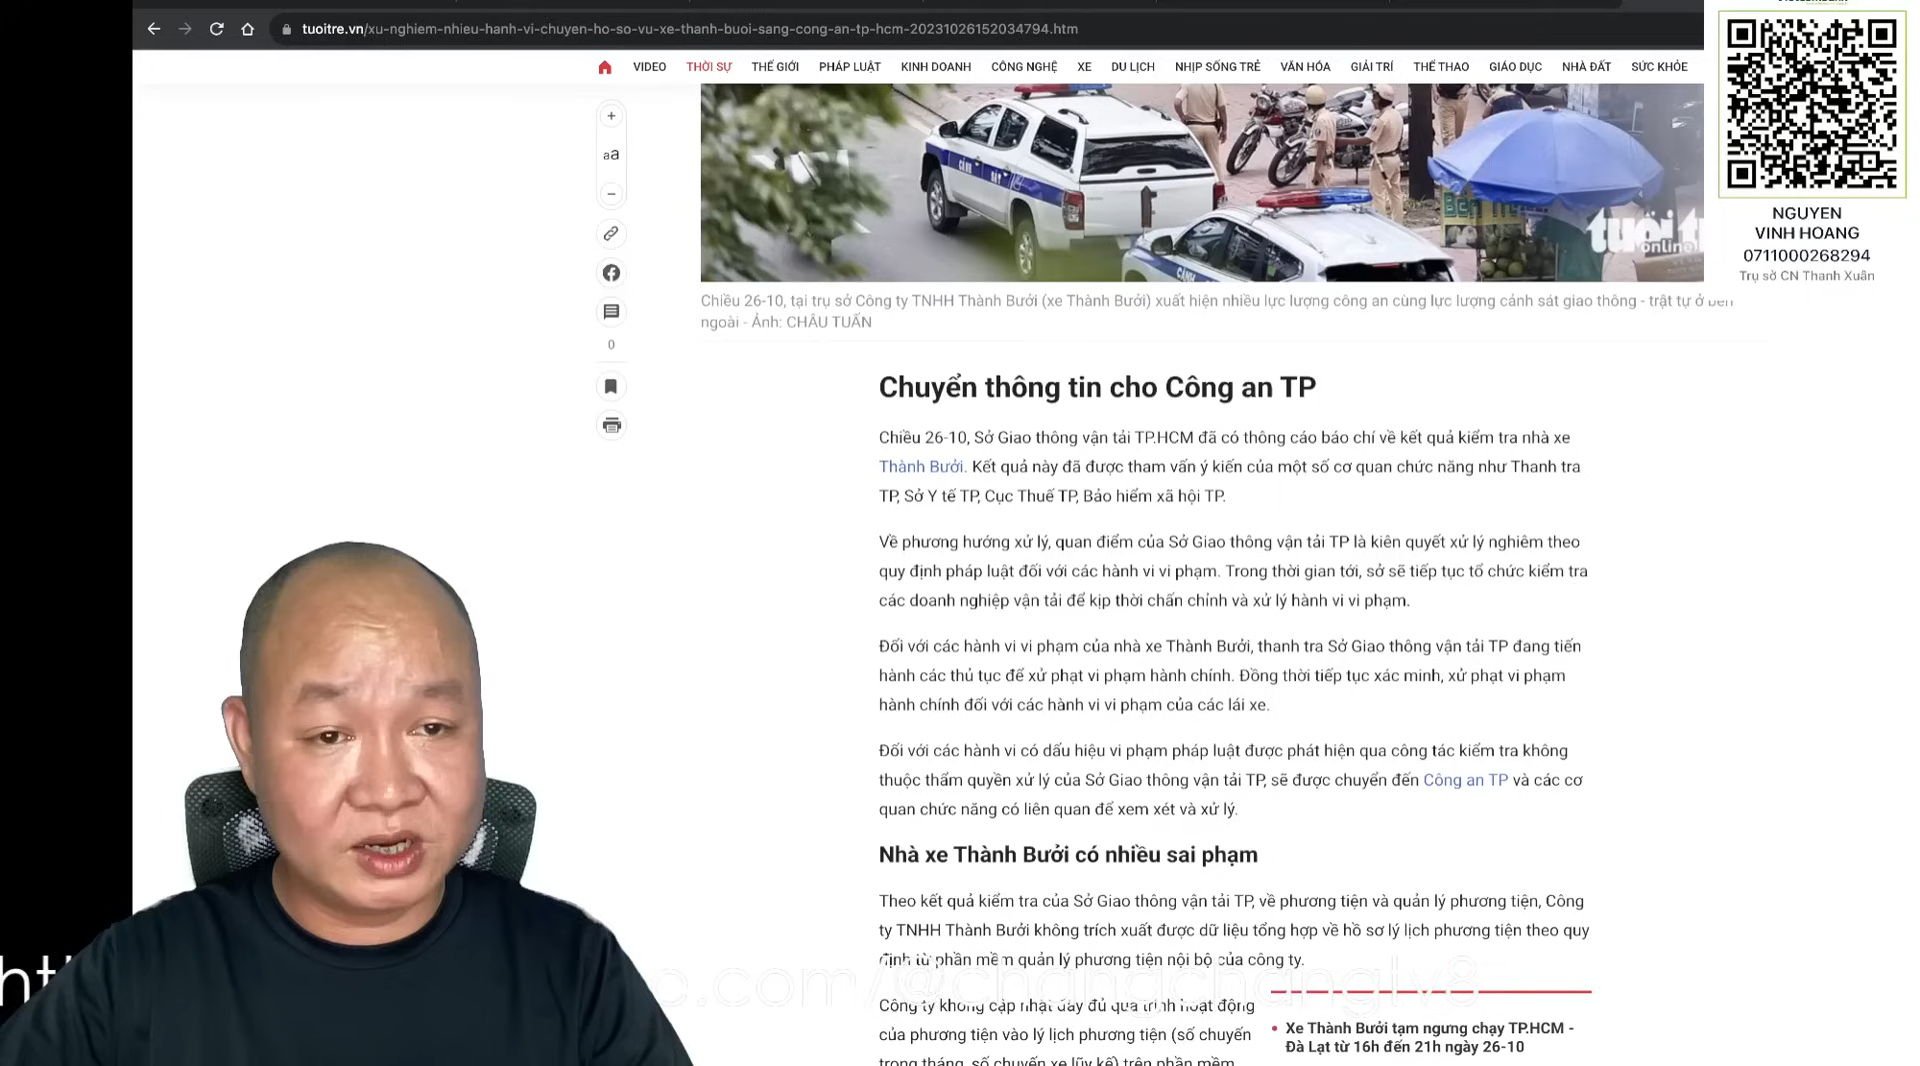 tuoitre.vn/xu-nghiem-nhieu-hanh-vi-chuyen-ho-so-vu-xe-thanh-buoi-sang-cong-an-tp-hcm-20231026152034794.htm
VIDEO THỜI SỰ THẾ GIỚI PHÁP LUẬT KINH DOANH CÔNG NGHỆ XE DU LỊCH NHỊP SỐNG TRẺ VĂN HÓA GIẢI TRÍ THỂ THAO GIÁO DỤC NHÀ ĐẤT SỨC KHỎE
+
aa
−
0
CẢNH SÁT
CẢNH
online
NGUYEN
VINH HOANG
0711000268294
Trụ sở CN Thanh Xuân
Chiều 26-10, tại trụ sở Công ty TNHH Thành Bưởi (xe Thành Bưởi) xuất hiện nhiều lực lượng công an cùng lực lượng cảnh sát giao thông - trật tự ở bên
ngoài - Ảnh: CHÂU TUẤN
Chuyển thông tin cho Công an TP
Chiều 26-10, Sở Giao thông vận tải TP.HCM đã có thông cáo báo chí về kết quả kiểm tra nhà xe
Thành Bưởi. Kết quả này đã được tham vấn ý kiến của một số cơ quan chức năng như Thanh tra
TP, Sở Y tế TP, Cục Thuế TP, Bảo hiểm xã hội TP.
Về phương hướng xử lý, quan điểm của Sở Giao thông vận tải TP là kiên quyết xử lý nghiêm theo
quy định pháp luật đối với các hành vi vi phạm. Trong thời gian tới, sở sẽ tiếp tục tổ chức kiểm tra
các doanh nghiệp vận tải để kịp thời chấn chỉnh và xử lý hành vi vi phạm.
Đối với các hành vi vi phạm của nhà xe Thành Bưởi, thanh tra Sở Giao thông vận tải TP đang tiến
hành các thủ tục để xử phạt vi phạm hành chính. Đồng thời tiếp tục xác minh, xử phạt vi phạm
hành chính đối với các hành vi vi phạm của các lái xe.
Đối với các hành vi có dấu hiệu vi phạm pháp luật được phát hiện qua công tác kiểm tra không
thuộc thẩm quyền xử lý của Sở Giao thông vận tải TP, sẽ được chuyển đến Công an TP và các cơ
quan chức năng có liên quan để xem xét và xử lý.
Nhà xe Thành Bưởi có nhiều sai phạm
Theo kết quả kiểm tra của Sở Giao thông vận tải TP, về phương tiện và quản lý phương tiện, Công
ty TNHH Thành Bưởi không trích xuất được dữ liệu tổng hợp về hồ sơ lý lịch phương tiện theo quy
định từ phần mềm quản lý phương tiện nội bộ của công ty.
Công ty không cập nhật đầy đủ quá trình hoạt động
của phương tiện vào lý lịch phương tiện (số chuyến
trong tháng, số chuyến xe lũy kế) trên phần mềm
Xe Thành Bưởi tạm ngưng chạy TP.HCM -
Đà Lạt từ 16h đến 21h ngày 26-10